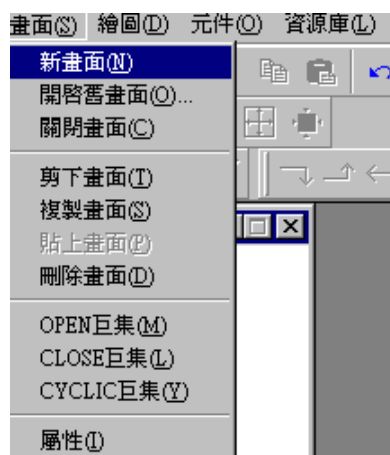 畫面(S) 繪圖(D) 元件(O) 資源庫(L)
新畫面(N)
開啓舊畫面(O)...
關閉畫面(C)
剪下畫面(T)
複製畫面(S)
貼上畫面(P)
刪除畫面(D)
OPEN巨集(M)
CLOSE巨集(L)
CYCLIC巨集(Y)
屬性(I)